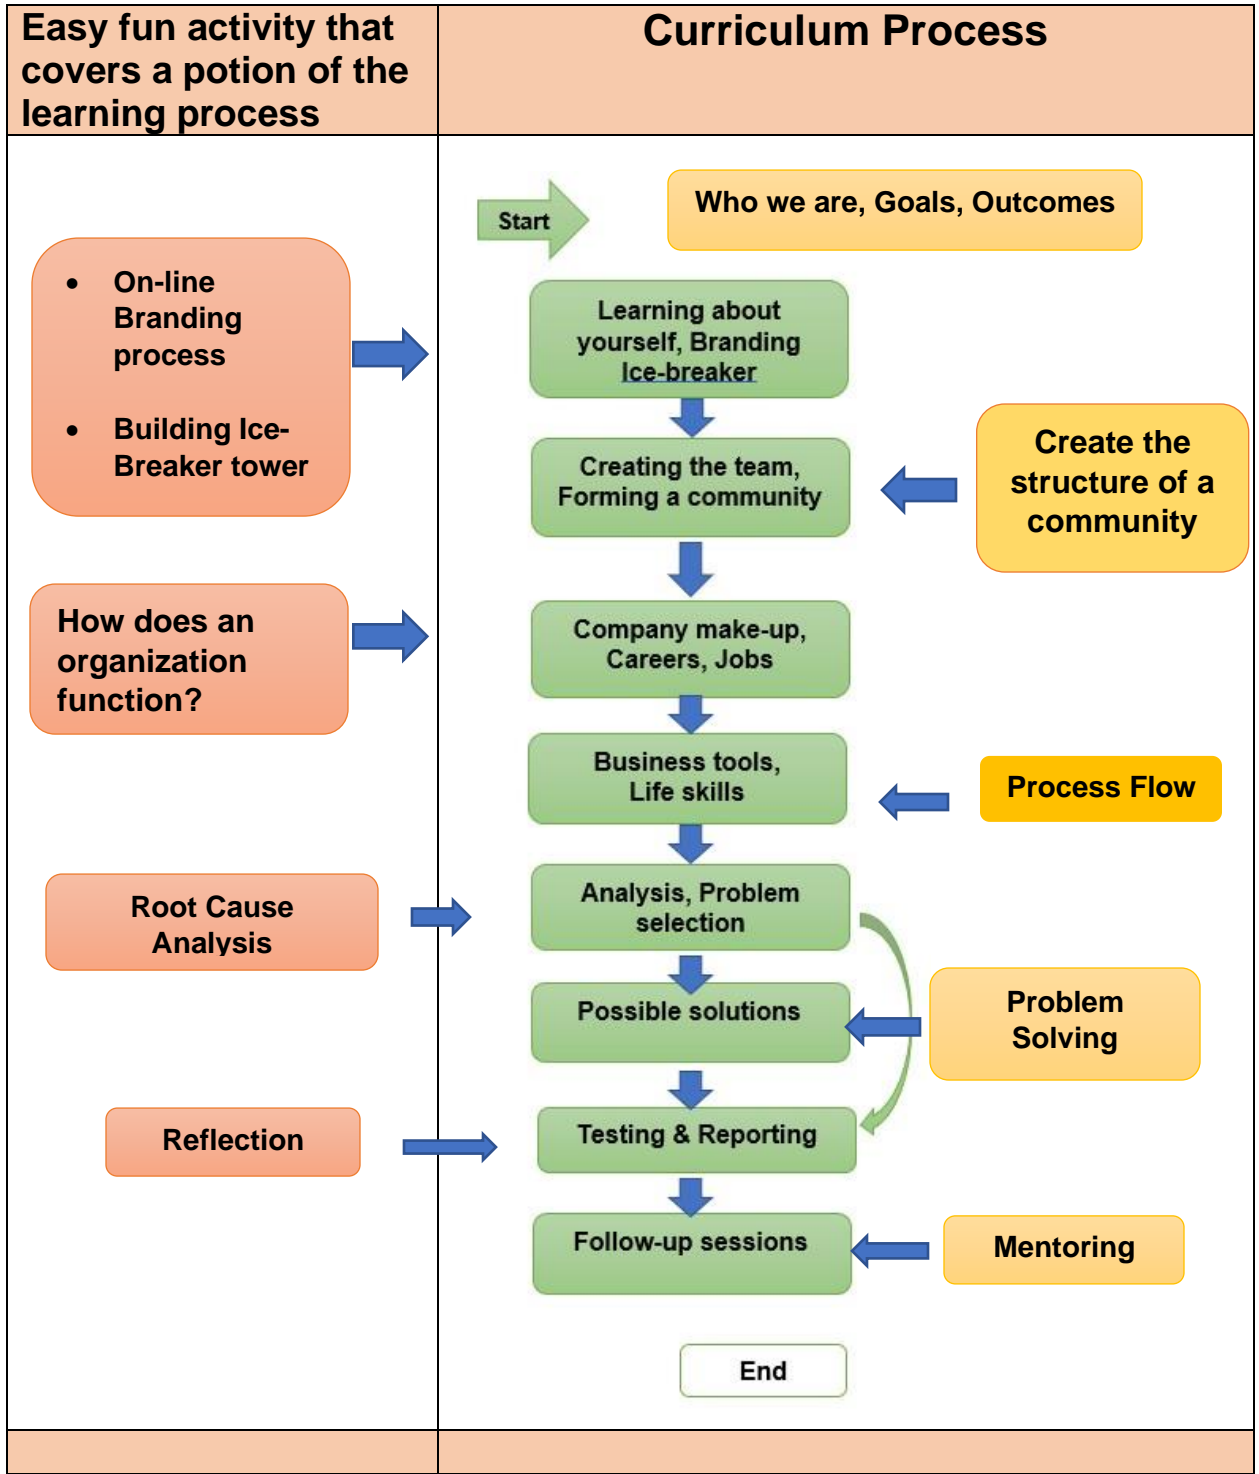 Easy fun activity that
covers a potion of the
learning process
Curriculum Process
Start
Who we are, Goals, Outcomes
• On-line
Branding
process
• Building Ice-
Breaker tower
Learning about
yourself, Branding
Ice-breaker
Creating the team,
Forming a community
Create the
structure of a
community
How does an
organization
function?
Company make-up,
Careers, Jobs
Business tools,
Life skills
Process Flow
Root Cause
Analysis
Analysis, Problem
selection
Possible solutions
Problem
Solving
Reflection
Testing & Reporting
Follow-up sessions
Mentoring
End